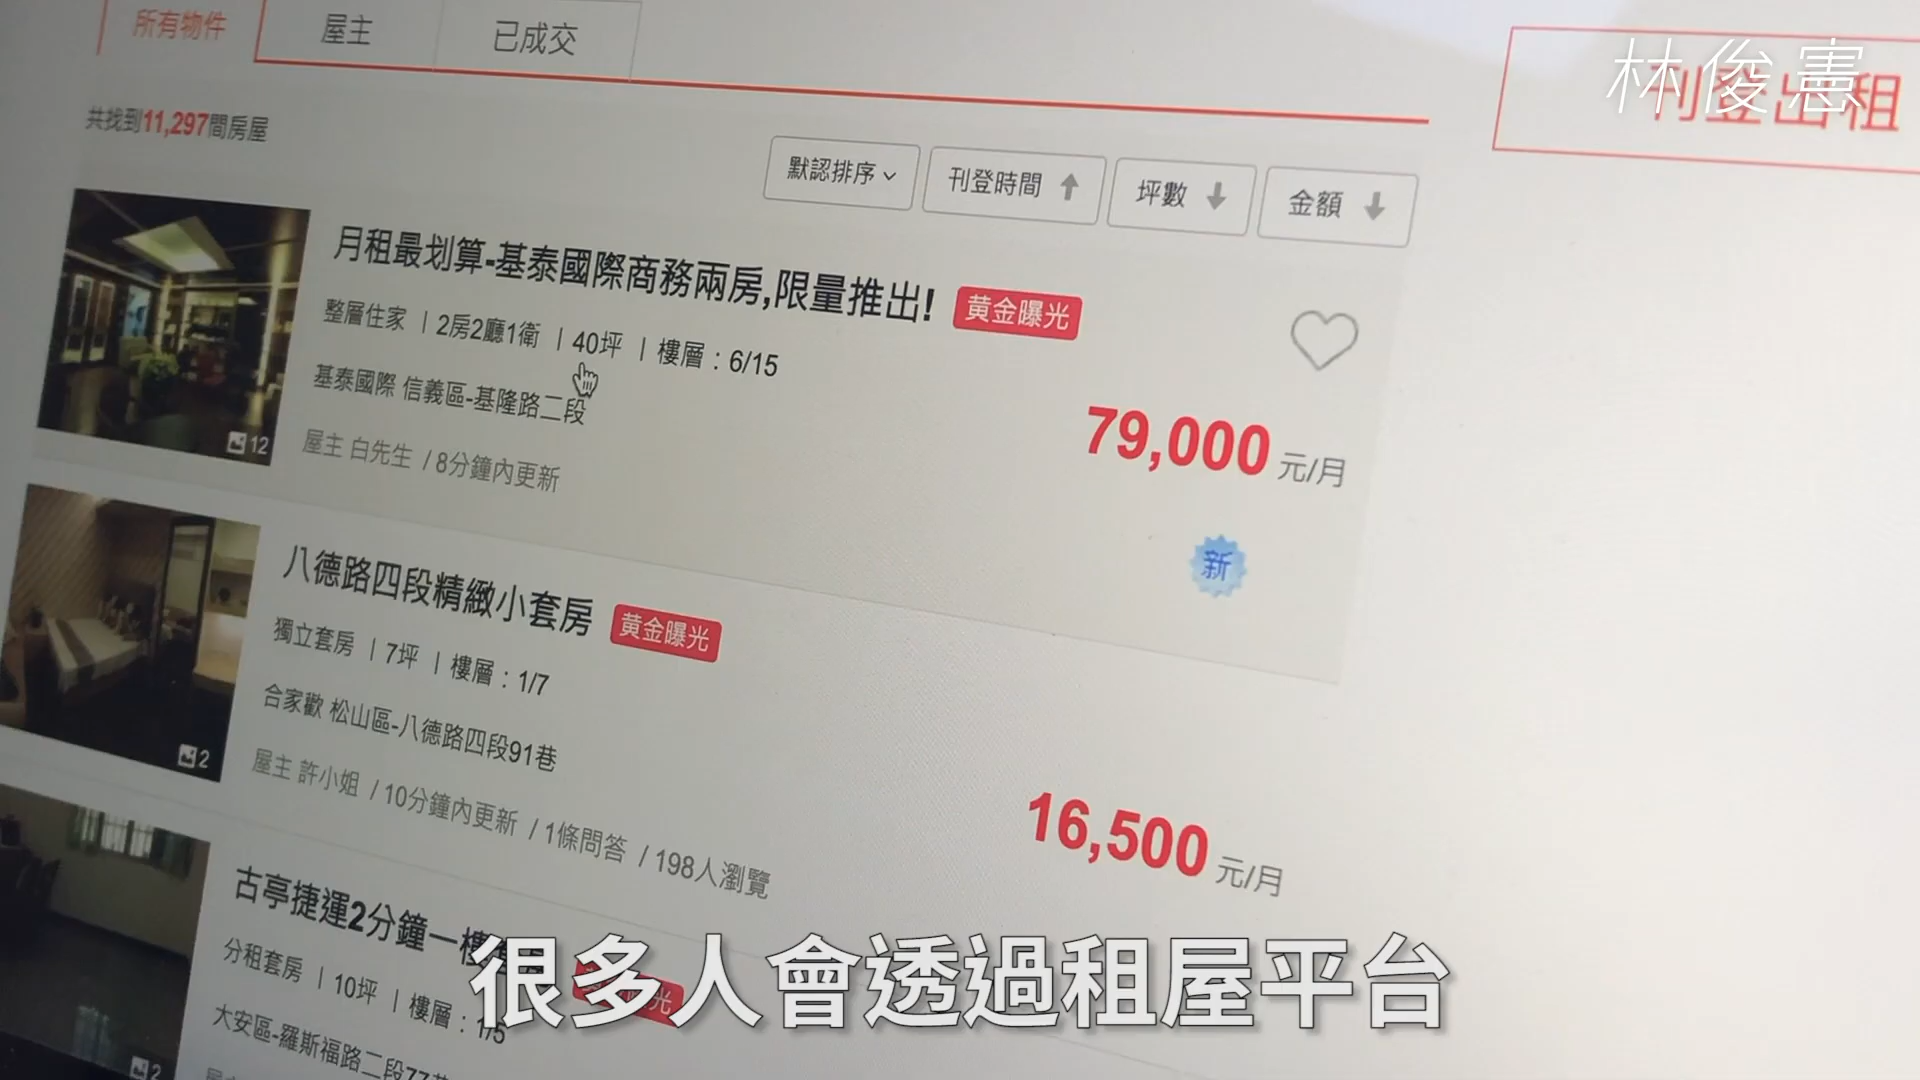 所有物件
屋主
已成交
林俊憲
刊登出租
共找到11,297間房屋
默認排序
刊登時間
坪數
金額
月租最划算-基泰國際商務兩房,限量推出!
黃金曝光
整層住家 | 2房2廳1衛 | 40坪 | 樓層：6/15
基泰國際 信義區-基隆路二段
79,000 元/月
屋主 白先生 / 8分鐘內更新
12
新
八德路四段精緻小套房
黃金曝光
獨立套房 | 7坪 | 樓層：1/7
合家歡 松山區-八德路四段91巷
2
屋主 許小姐 / 10分鐘內更新 / 1條問答 / 198人瀏覽
16,500 元/月
古亭捷運2分鐘一樓
分租套房 | 10坪 | 樓層：1/5
大安區-羅斯福路二段77巷
2
很多人會透過租屋平台